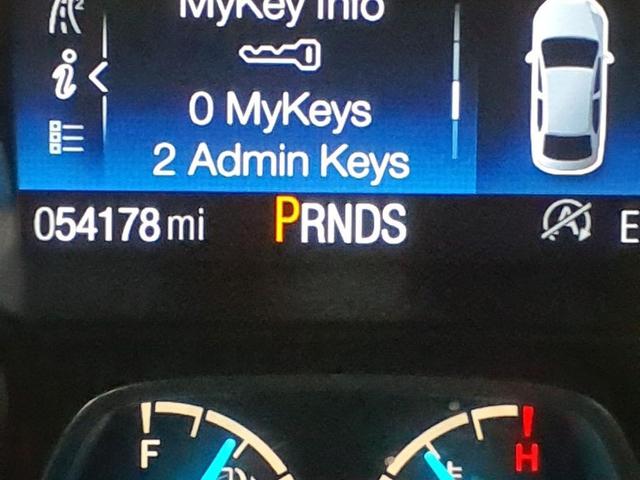 MyKey Info
0 MyKeys
2 Admin Keys
054178 mi
PRNDS
E
F
H